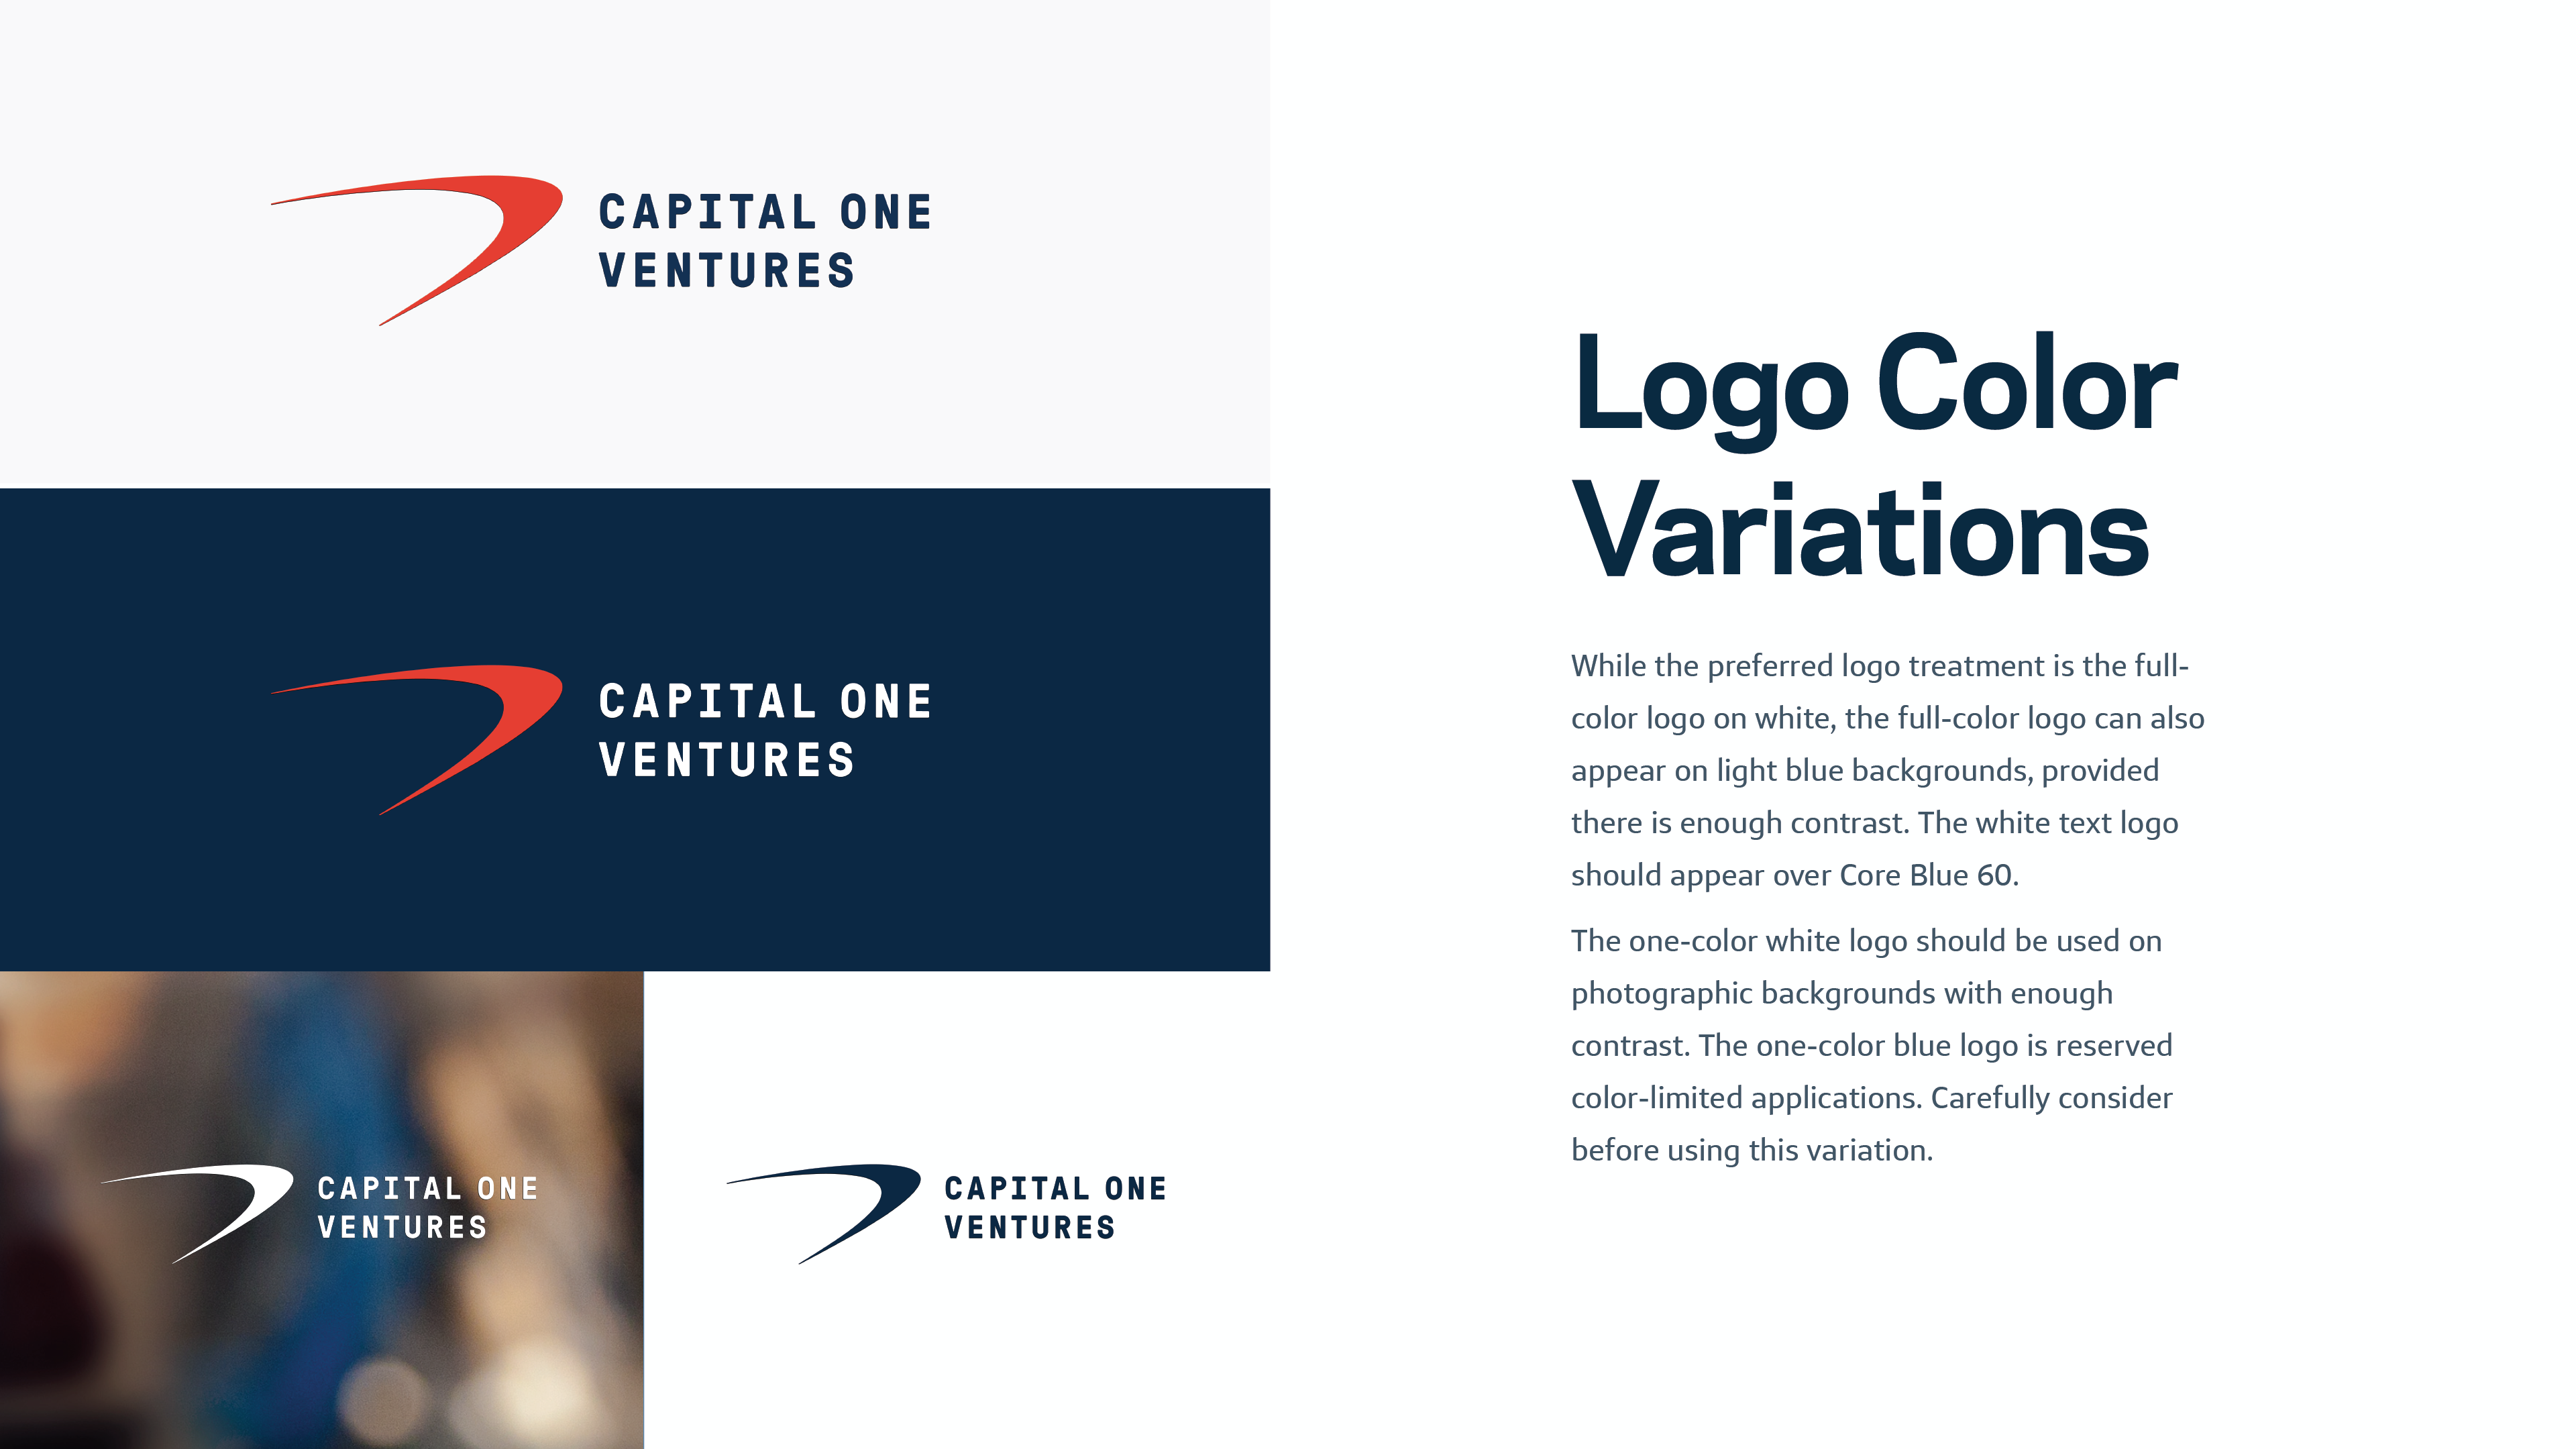 CAPITAL ONE
VENTURES
CAPITAL ONE
VENTURES
CAPITAL ONE
VENTURES
CAPITAL ONE
VENTURES
Logo Color
Variations
While the preferred logo treatment is the full-
color logo on white, the full-color logo can also
appear on light blue backgrounds, provided
there is enough contrast. The white text logo
should appear over Core Blue 60.
The one-color white logo should be used on
photographic backgrounds with enough
contrast. The one-color blue logo is reserved
color-limited applications. Carefully consider
before using this variation.